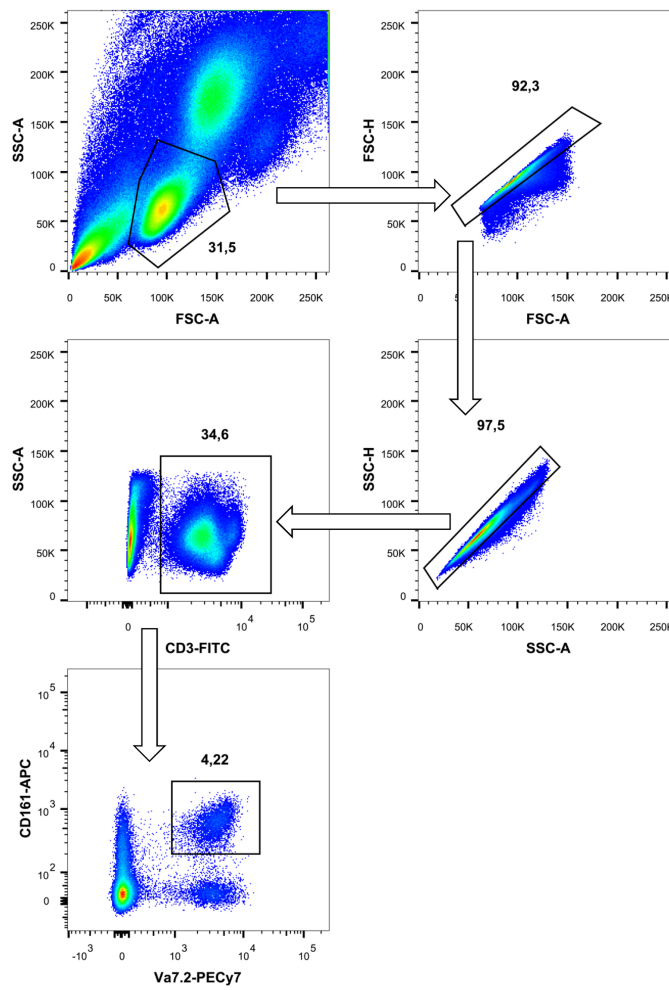 250K
200K
150K
100K
50K
0
SSC-A
31,5
0 50K 100K 150K 200K 250K
FSC-A
250K
200K
150K
100K
50K
0
FSC-H
92,3
0 100K 150K 200K 250K
FSC-A
250K
200K
150K
100K
50K
0
SSC-A
34,6
0 10^4 10^5
CD3-FITC
250K
200K
150K
100K
50K
0
SSC-H
97,5
0 50K 100K 150K 200K 250K
SSC-A
10^5
10^4
10^3
10^2
0
CD161-APC
4,22
-10^3 0 10^3 10^4 10^5
Va7.2-PECy7